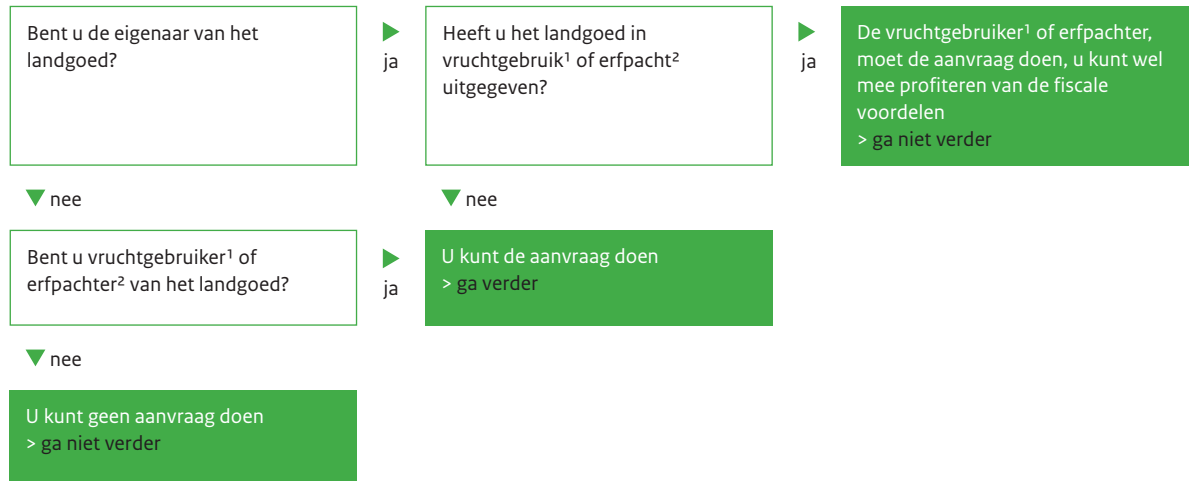 Bent u de eigenaar van het
landgoed?
ja
Heeft u het landgoed in
vruchtgebruik¹ of erfpacht²
uitgegeven?
ja
De vruchtgebruiker¹ of erfpachter,
moet de aanvraag doen, u kunt wel
mee profiteren van de fiscale
voordelen
> ga niet verder
nee
nee
Bent u vruchtgebruiker¹ of
erfpachter² van het landgoed?
ja
U kunt de aanvraag doen
> ga verder
nee
U kunt geen aanvraag doen
> ga niet verder